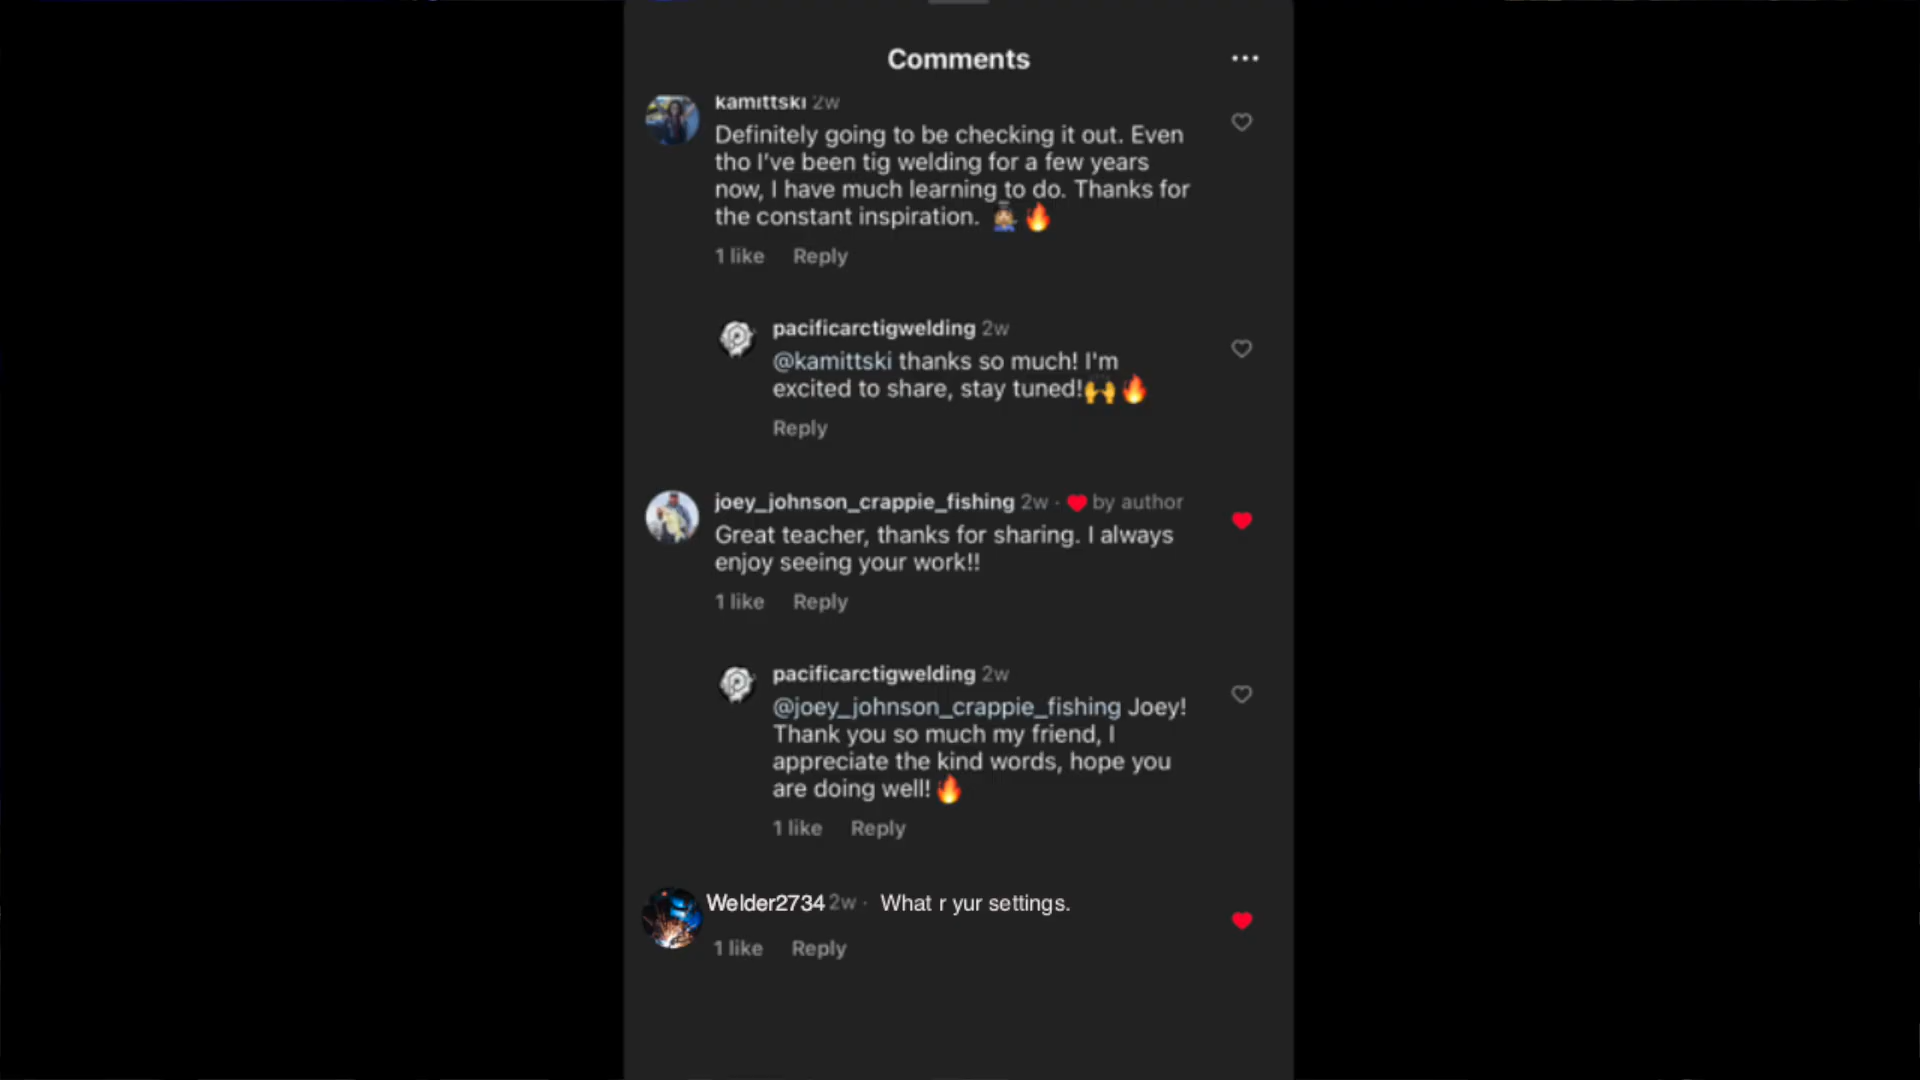 Comments
kamittski 2w
Definitely going to be checking it out. Even
tho I've been tig welding for a few years
now, I have much learning to do. Thanks for
the constant inspiration. 👩🏼‍🏭🔥
1 like Reply
pacificarctigwelding 2w
@kamittski thanks so much! I'm
excited to share, stay tuned!🙌🔥
Reply
joey_johnson_crappie_fishing 2w · ❤️ by author
Great teacher, thanks for sharing. I always
enjoy seeing your work!!
1 like Reply
pacificarctigwelding 2w
@joey_johnson_crappie_fishing Joey!
Thank you so much my friend, I
appreciate the kind words, hope you
are doing well!🔥
1 like Reply
Welder2734 2w · What r yur settings.
1 like Reply